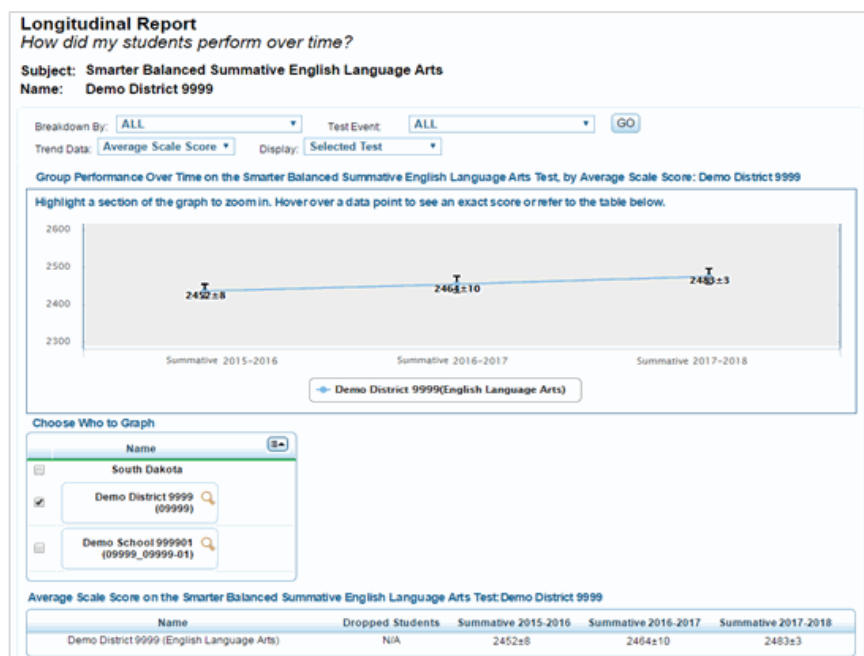 Longitudinal Report
How did my students perform over time?
Subject: Smarter Balanced Summative English Language Arts
Name: Demo District 9999
Breakdown By: ALL Test Event: ALL GO
Trend Data: Average Scale Score Display: Selected Test
Group Performance Over Time on the Smarter Balanced Summative English Language Arts Test, by Average Scale Score: Demo District 9999
Highlight a section of the graph to zoom in. Hover over a data point to see an exact score or refer to the table below.
2600
2500
2400
2300
2452±8
2464±10
2483±3
Summative 2015-2016 Summative 2016-2017 Summative 2017-2018
Demo District 9999(English Language Arts)
Choose Who to Graph
Name
South Dakota
Demo District 9999
(09999)
Demo School 999901
(09999_09999-01)
Average Scale Score on the Smarter Balanced Summative English Language Arts Test:Demo District 9999
Name Dropped Students Summative 2015-2016 Summative 2016-2017 Summative 2017-2018
Demo District 9999 (English Language Arts) N/A 2452±8 2464±10 2483±3